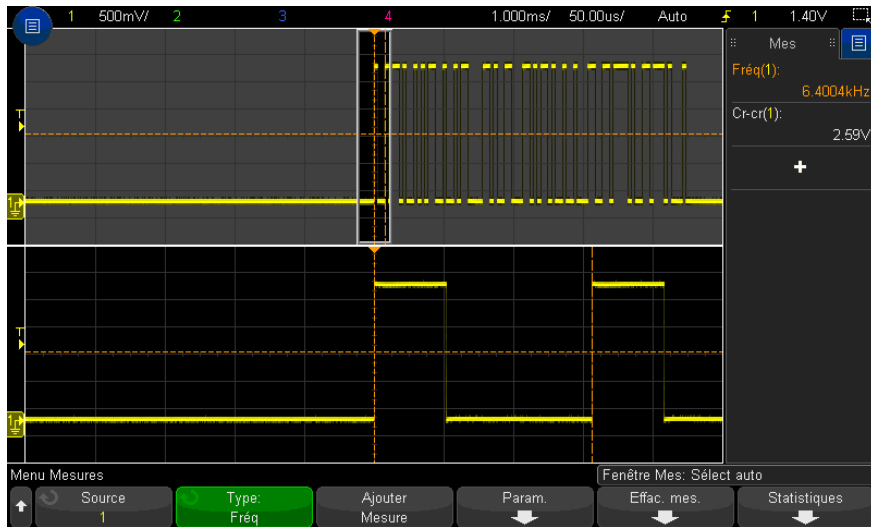 1 500mV/ 2 3 4 1.000ms/ 50.00us/ Auto 1 1.40V
Mes
Fréq(1):
6.4004kHz
Cr-cr(1):
2.59V
+
T
1
T
1
Menu Mesures Fenêtre Mes: Sélect auto
Source Type: Ajouter Param. Effac. mes. Statistiques
1 Fréq Mesure